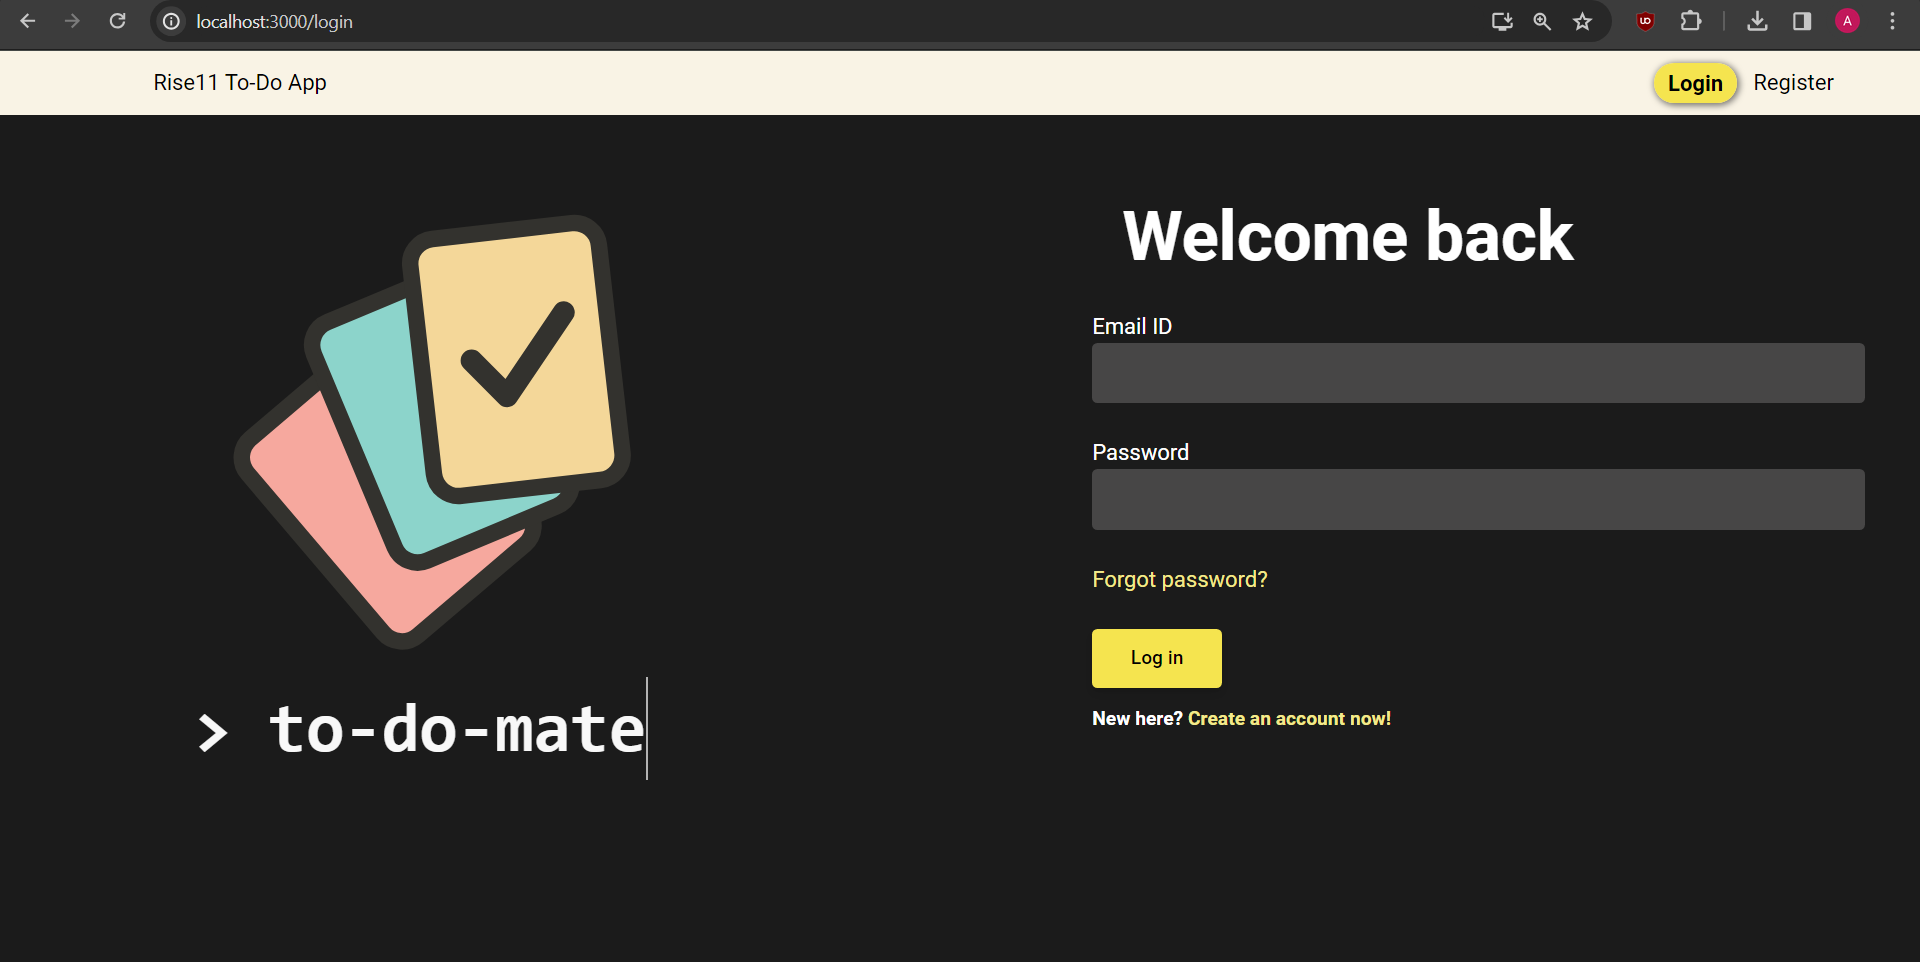 localhost:3000/login
UO
A
Rise11 To-Do App
Login
Register
Welcome back
Email ID
Password
Forgot password?
Log in
New here? Create an account now!
> to-do-mate